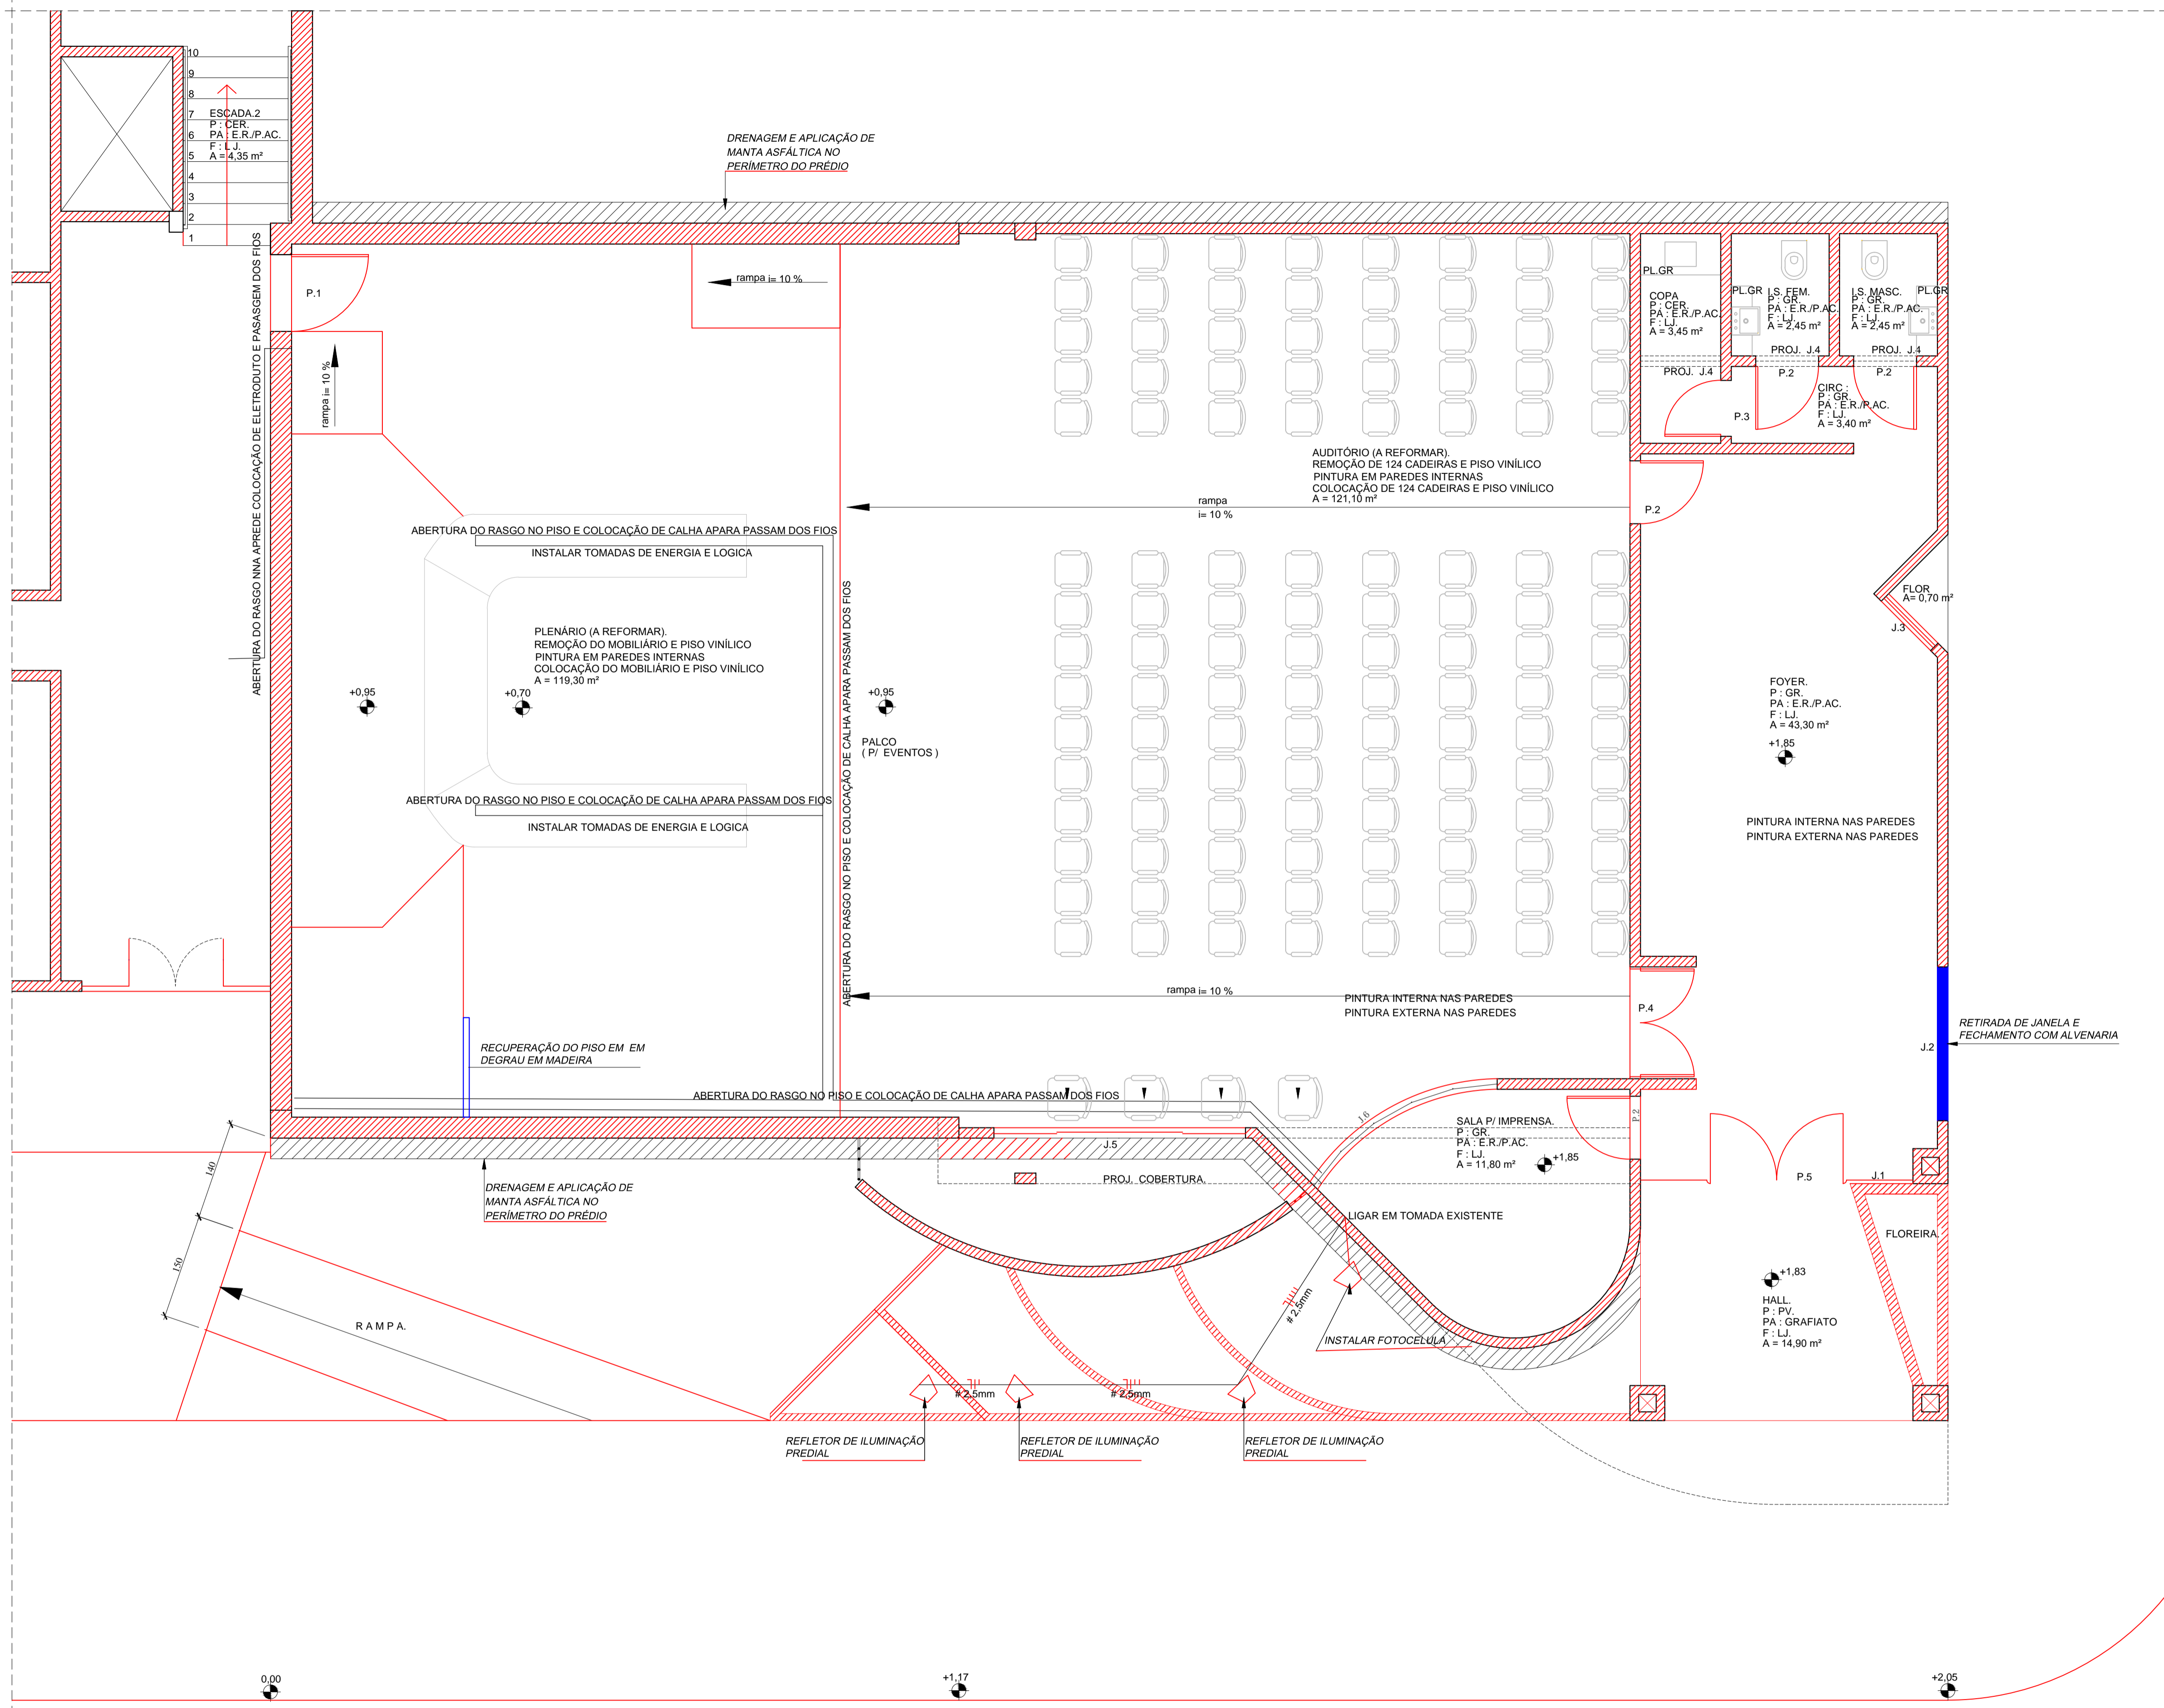 10
9
8
7
6
5
4
3
2
1
ESCADA.2
P : CER.
PA : E.R./P.AC.
F : LJ.
A = 4,35 m²
DRENAGEM E APLICAÇÃO DE
MANTA ASFÁLTICA NO
PERÍMETRO DO PRÉDIO
ABERTURA DO RASGO NNA APREDE COLOCAÇÃO DE ELETRODUTO E PASASAGEM DOS FIOS
P.1
rampa i= 10 %
rampa i= 10 %
PL.GR
COPA
P : CER.
PA : E.R./P.AC.
F : LJ.
A = 3,45 m²
PROJ. J.4
PL.GR
I.S. FEM.
P : GR.
PA : E.R./P.AC.
F : LJ.
A = 2,45 m²
PROJ. J.4
P.2
I.S. MASC.
P : GR.
PA : E.R./P.AC.
F : LJ.
A = 2,45 m²
PL.GR
PROJ. J.4
P.2
P.3
CIRC :
P : GR.
PA : E.R./P.AC.
F : LJ.
A = 3,40 m²
AUDITÓRIO (A REFORMAR).
REMOÇÃO DE 124 CADEIRAS E PISO VINÍLICO
PINTURA EM PAREDES INTERNAS
COLOCAÇÃO DE 124 CADEIRAS E PISO VINÍLICO
A = 121,10 m²
rampa
i= 10 %
P.2
ABERTURA DO RASGO NO PISO E COLOCAÇÃO DE CALHA APARA PASSAM DOS FIOS
INSTALAR TOMADAS DE ENERGIA E LOGICA
PLENÁRIO (A REFORMAR).
REMOÇÃO DO MOBILIÁRIO E PISO VINÍLICO
PINTURA EM PAREDES INTERNAS
COLOCAÇÃO DO MOBILIÁRIO E PISO VINÍLICO
A = 119,30 m²
+0,95
+0,70
+0,95
PALCO
( P/ EVENTOS )
ABERTURA DO RASGO NO PISO E COLOCAÇÃO DE CALHA APARA PASSAM DOS FIOS
ABERTURA DO RASGO NO PISO E COLOCAÇÃO DE CALHA APARA PASSAM DOS FIOS
INSTALAR TOMADAS DE ENERGIA E LOGICA
FLOR
A= 0,70 m²
J.3
FOYER.
P : GR.
PA : E.R./P.AC.
F : LJ.
A = 43,30 m²
+1,85
PINTURA INTERNA NAS PAREDES
PINTURA EXTERNA NAS PAREDES
rampa i= 10 %
PINTURA INTERNA NAS PAREDES
PINTURA EXTERNA NAS PAREDES
P.4
J.2
RETIRADA DE JANELA E
FECHAMENTO COM ALVENARIA
RECUPERAÇÃO DO PISO EM EM
DEGRAU EM MADEIRA
ABERTURA DO RASGO NO PISO E COLOCAÇÃO DE CALHA APARA PASSAM DOS FIOS
J.6
SALA P/ IMPRENSA.
P : GR.
PA : E.R./P.AC.
F : LJ.
A = 11,80 m²
+1,85
P.2
J.5
PROJ. COBERTURA.
P.5
J.1
140
150
DRENAGEM E APLICAÇÃO DE
MANTA ASFÁLTICA NO
PERÍMETRO DO PRÉDIO
LIGAR EM TOMADA EXISTENTE
FLOREIRA.
+1,83
HALL.
P : PV.
PA : GRAFIATO
F : LJ.
A = 14,90 m²
RAMPA.
# 2.5mm
INSTALAR FOTOCELULA
# 2.5mm
# 2.5mm
REFLETOR DE ILUMINAÇÃO
PREDIAL
REFLETOR DE ILUMINAÇÃO
PREDIAL
REFLETOR DE ILUMINAÇÃO
PREDIAL
0,00
+1,17
+2,05